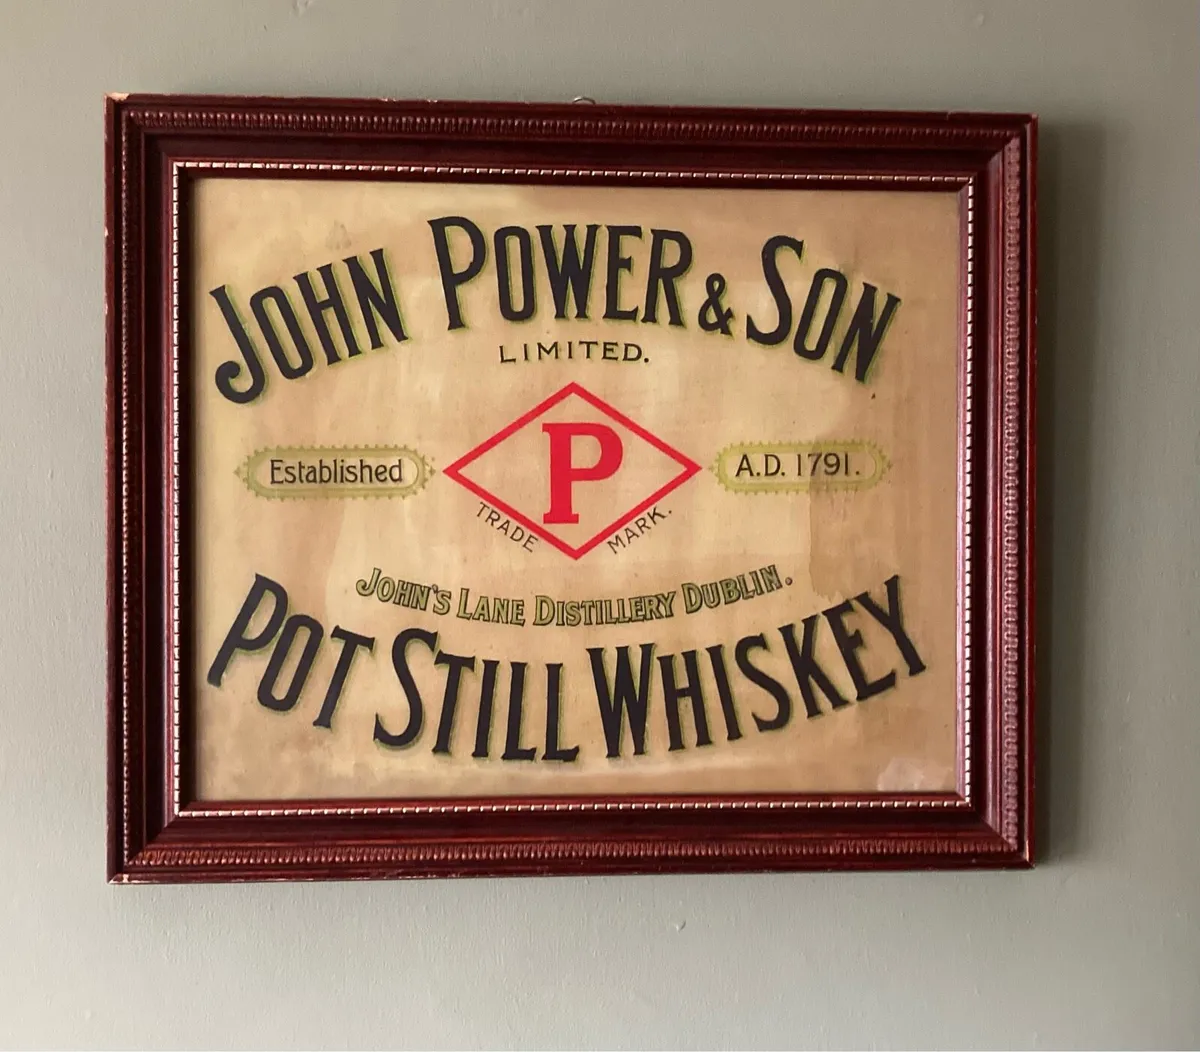 JOHN POWER & SON
LIMITED.
P
Established
A.D. 1791.
TRADE MARK.
JOHN'S LANE DISTILLERY DUBLIN.
POT STILL WHISKEY